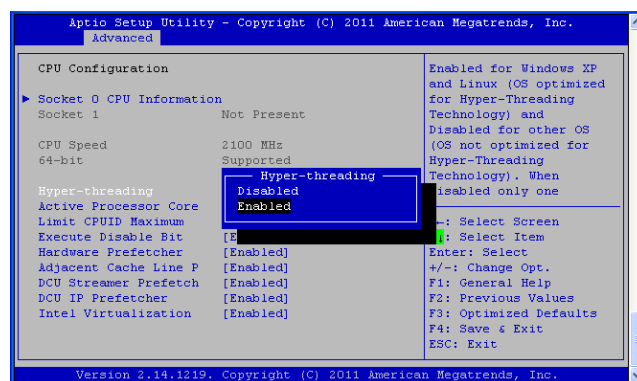 Aptio Setup Utility - Copyright (C) 2011 American Megatrends, Inc.
Advanced
CPU Configuration
Socket 0 CPU Information
Socket 1 Not Present
CPU Speed 2100 MHz
64-bit Supported
Hyper-threading
Active Processor Core
Limit CPUID Maximum
Execute Disable Bit [E
Hardware Prefetcher [Enabled]
Adjacent Cache Line P [Enabled]
DCU Streamer Prefetch [Enabled]
DCU IP Prefetcher [Enabled]
Intel Virtualization [Enabled]
Hyper-threading
Disabled
Enabled
Enabled for Windows XP
and Linux (OS optimized
for Hyper-Threading
Technology) and
Disabled for other OS
(OS not optimized for
Hyper-Threading
Technology). When
isabled only one
: Select Screen
: Select Item
Enter: Select
+/-: Change Opt.
F1: General Help
F2: Previous Values
F3: Optimized Defaults
F4: Save & Exit
ESC: Exit
Version 2.14.1219. Copyright (C) 2011 American Megatrends, Inc.